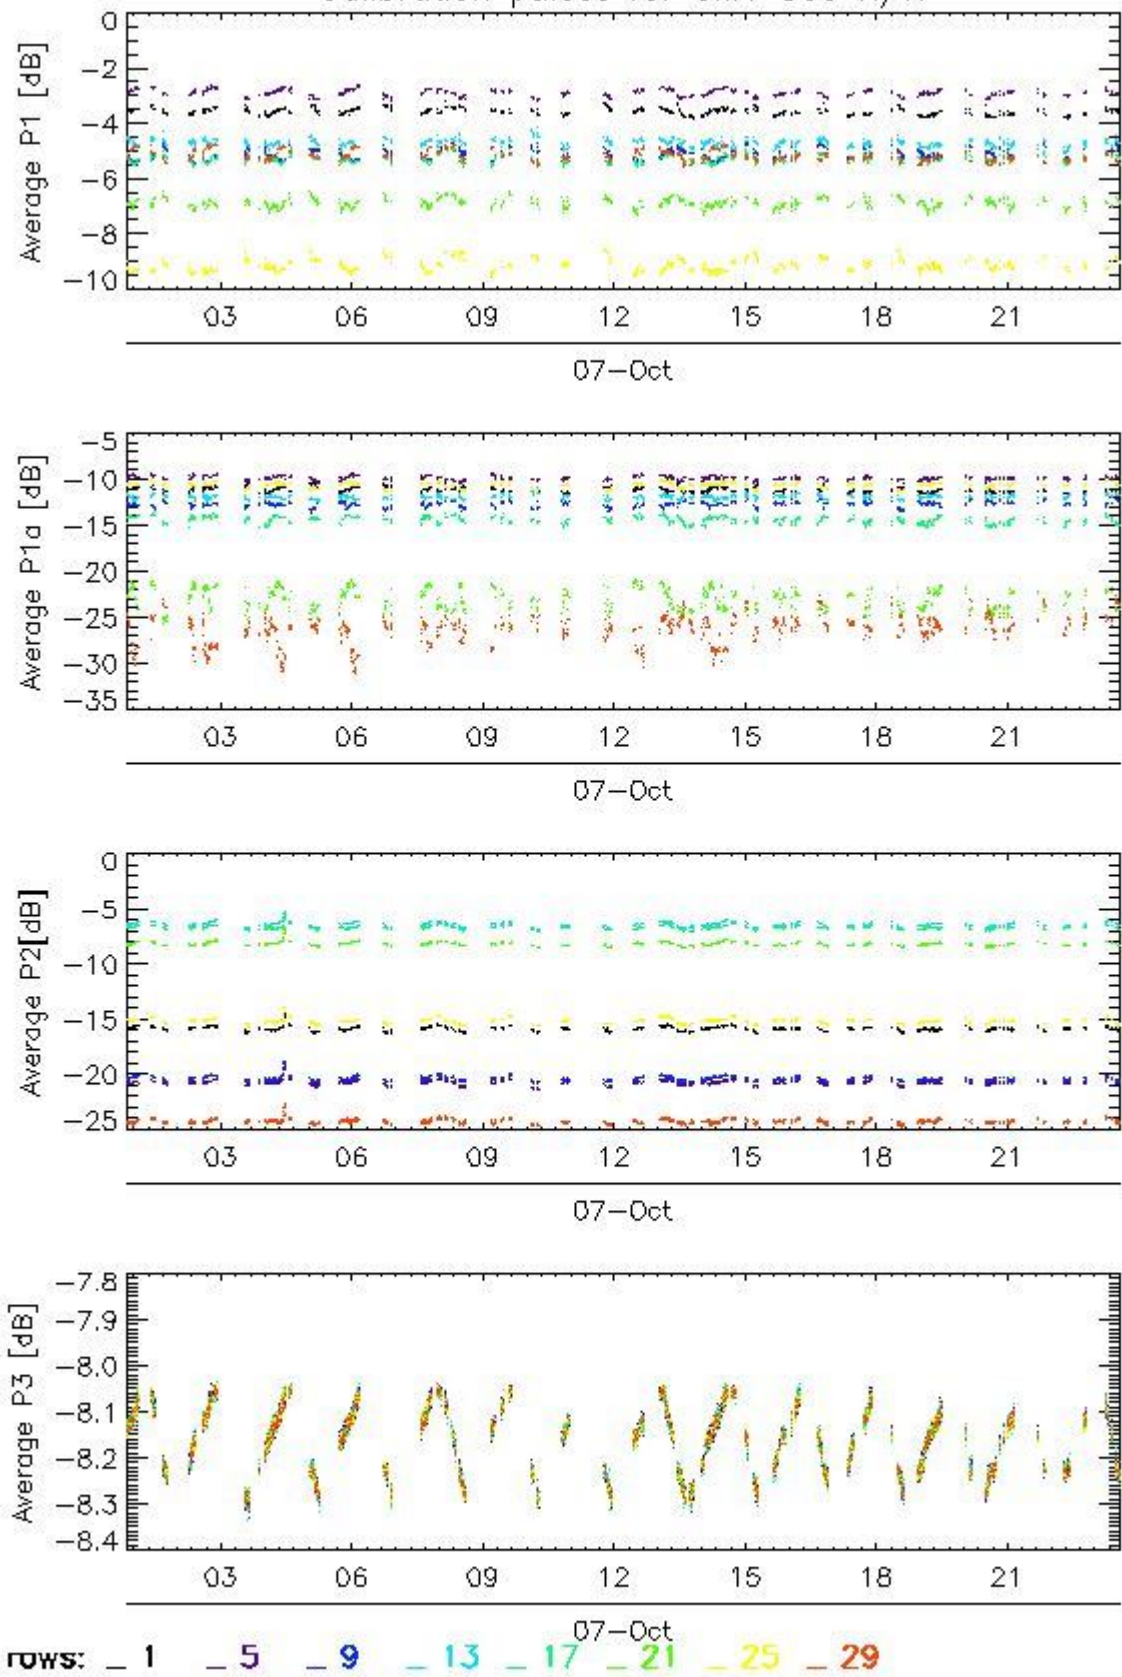 0
−2
−4
−6
−8
−10
Average P1 [dB]
03 06 09 12 15 18 21
07−Oct
−5
−10
−15
−20
−25
−30
−35
Average P1a [dB]
03 06 09 12 15 18 21
07−Oct
0
−5
−10
−15
−20
−25
Average P2[dB]
03 06 09 12 15 18 21
07−Oct
−7.8
−7.9
−8.0
−8.1
−8.2
−8.3
−8.4
Average P3 [dB]
03 06 09 12 15 18 21
07−Oct
rows: _ 1 _ 5 _ 9 _ 13 _ 17 _ 21 _ 25 _ 29